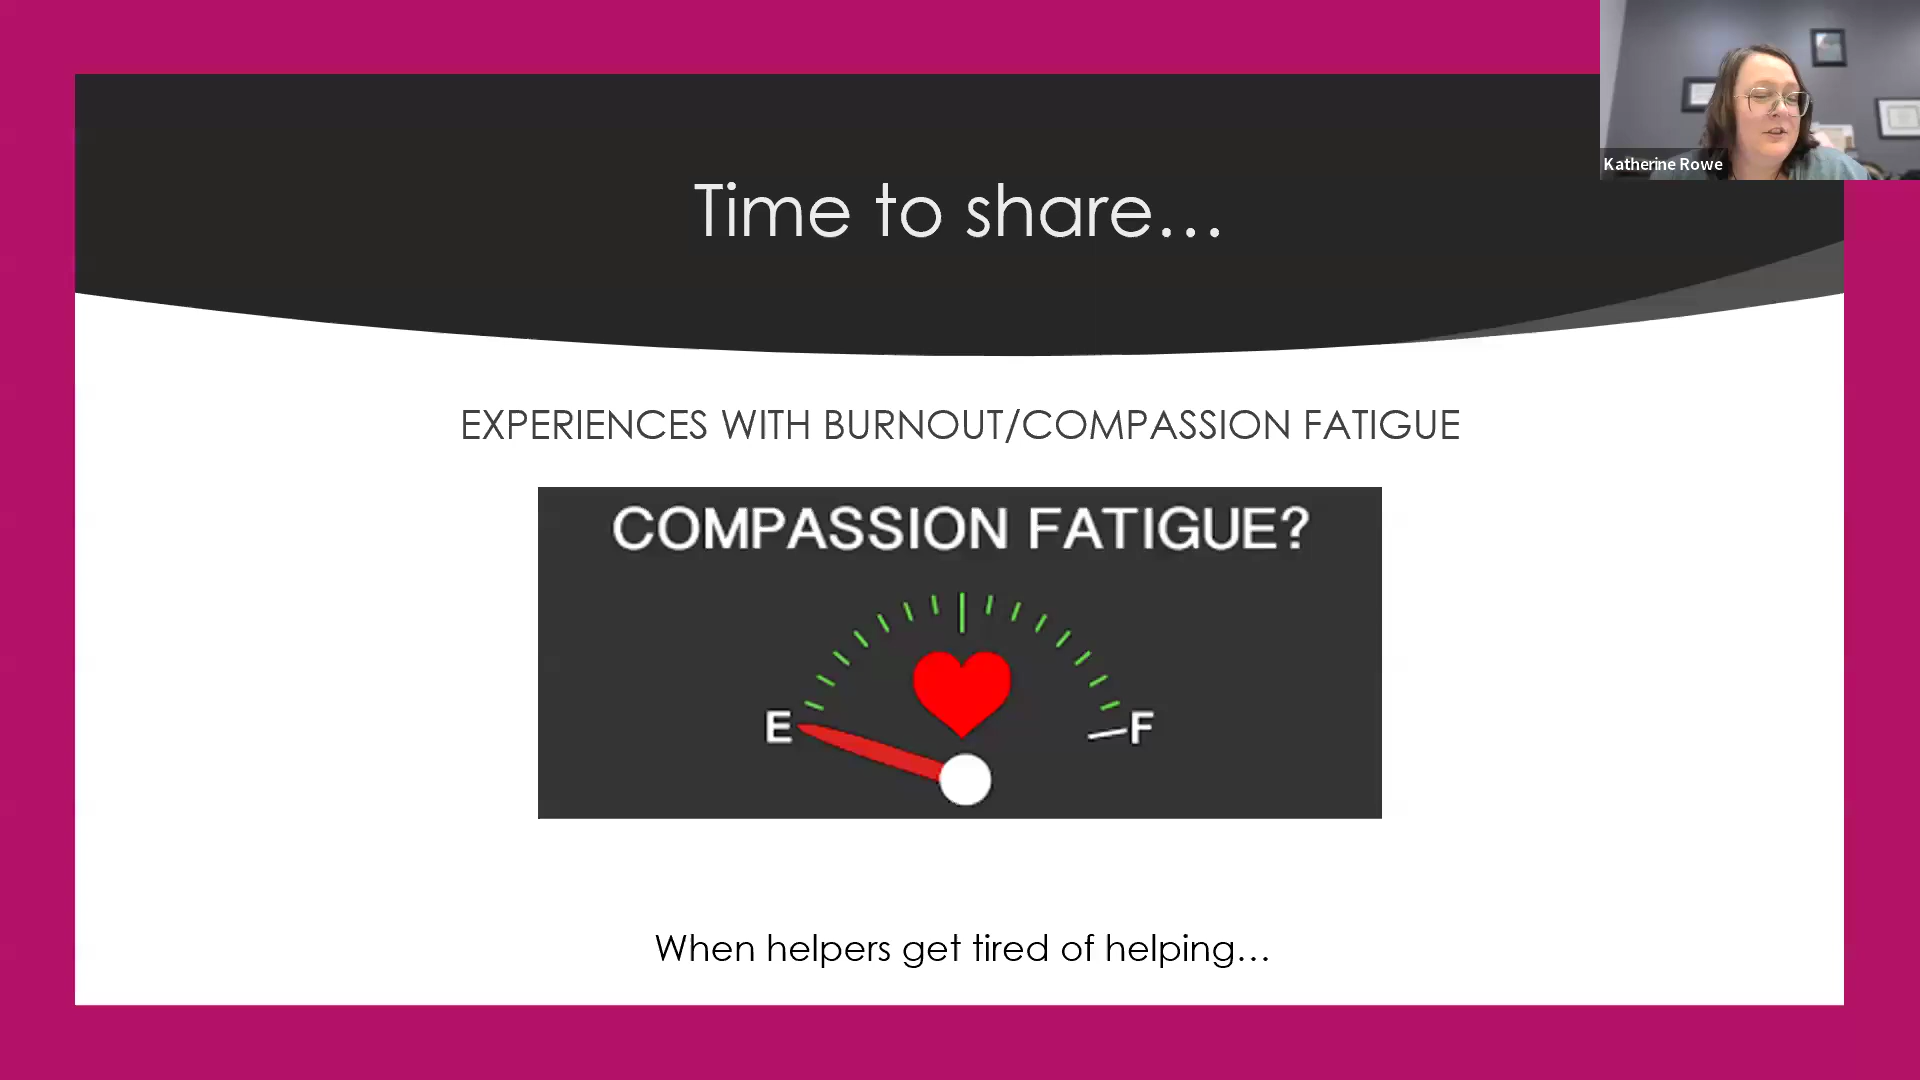 Katherine Rowe
Time to share…
EXPERIENCES WITH BURNOUT/COMPASSION FATIGUE
COMPASSION FATIGUE?
E
F
When helpers get tired of helping…